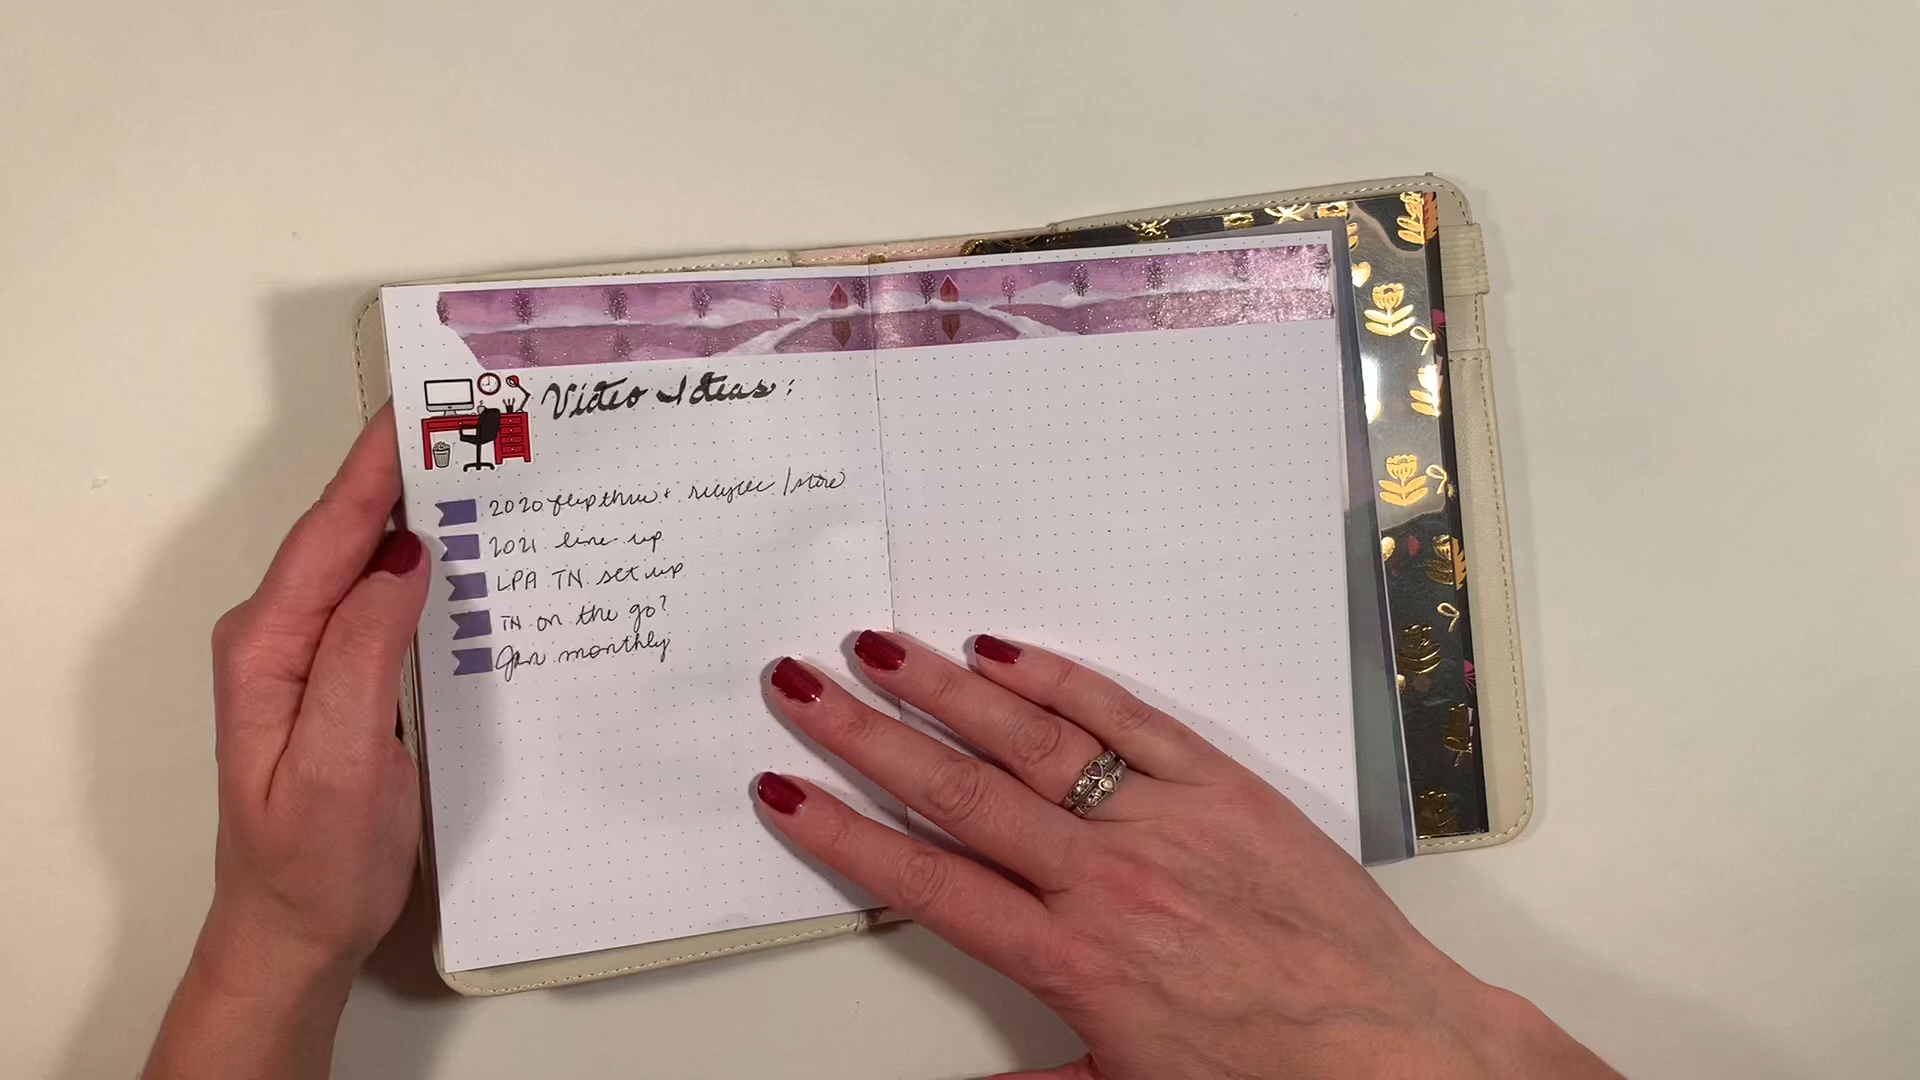 Video Ideas:
2020 flip thru + recycle / store
2021 line up
LPA TN set up
TN on the go?
Jan monthly